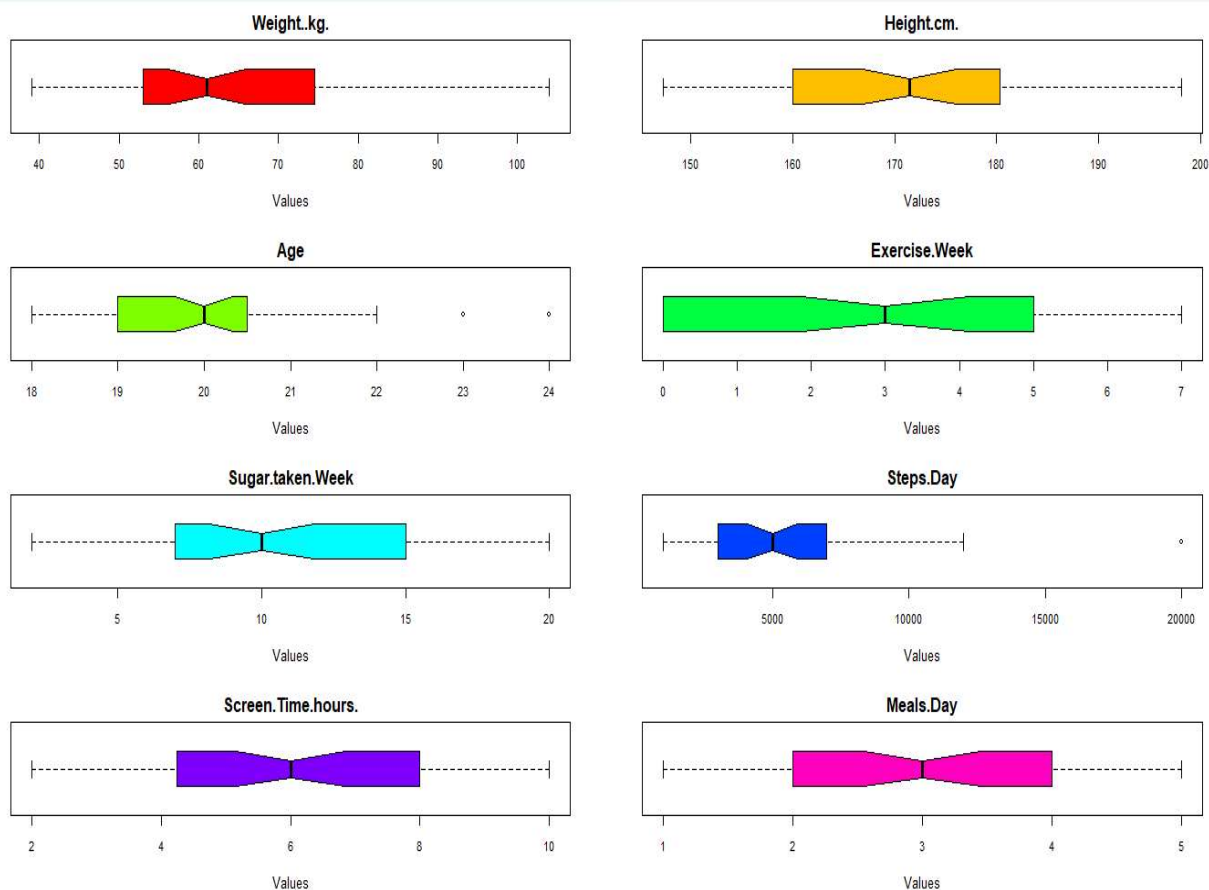 Weight..kg.
40 50 60 70 80 90 100
Values
Height.cm.
150 160 170 180 190 200
Values
Age
18 19 20 21 22 23 24
Values
Exercise.Week
0 1 2 3 4 5 6 7
Values
Sugar.taken.Week
5 10 15 20
Values
Steps.Day
5000 10000 15000 20000
Values
Screen.Time.hours.
2 4 6 8 10
Values
Meals.Day
1 2 3 4 5
Values